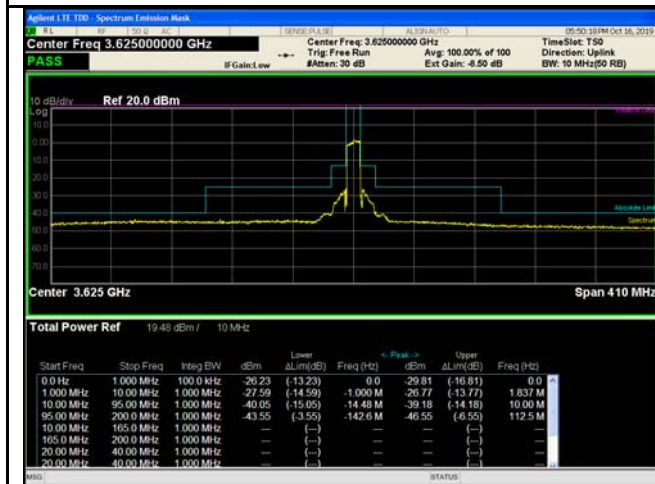 Agilent LTE TDD - Spectrum Emission Mask
RL RF 50 Ω AC SENSE:PULSE ALIGN AUTO 05:50:18 PM Oct 16, 2019
Center Freq 3.625000000 GHz Center Freq: 3.625000000 GHz TimeSlot: TS0
Trig: Free Run Avg: 100.00% of 100 Direction: Uplink
PASS IFGain:Low #Atten: 30 dB Ext Gain: -8.50 dB BW: 10 MHz(50 RB)
10 dB/div Ref 20.0 dBm
Log
10.0
0.00
10.0
20.0
30.0
Absolute Limit
40.0
Spectrum
60.0
70.0
Center 3.625 GHz Span 410 MHz
Total Power Ref 19.48 dBm / 10 MHz
Lower <- Peak -> Upper
Start Freq Stop Freq Integ BW dBm ΔLim(dB) Freq (Hz) dBm ΔLim(dB) Freq (Hz)
0.0 Hz 1.000 MHz 100.0 kHz -26.23 (-13.23) 0.0 -29.81 (-16.81) 0.0
1.000 MHz 10.00 MHz 1.000 MHz -27.59 (-14.59) -1.000 M -26.77 (-13.77) 1.837 M
10.00 MHz 95.00 MHz 1.000 MHz -40.05 (-15.05) -14.48 M -39.18 (-14.18) 10.00 M
95.00 MHz 200.0 MHz 1.000 MHz -43.55 (-3.55) -142.6 M -46.55 (-6.55) 112.5 M
10.00 MHz 165.0 MHz 1.000 MHz --- (---) --- (---)
165.0 MHz 200.0 MHz 1.000 MHz --- (---) --- (---)
20.00 MHz 40.00 MHz 1.000 MHz --- (---) --- (---)
20.00 MHz 40.00 MHz 1.000 MHz --- (---) --- (---)
MSG STATUS